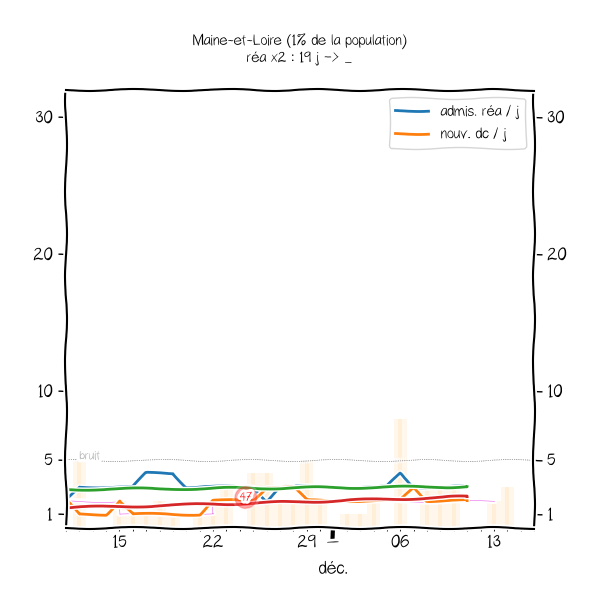 Maine-et-Loire (1% de la population)
réa x2 : 19 j -> _
admis. réa / j
nouv. dc / j
30
30
20
20
10
10
5
bruit
5
47
1
1
15
22
29
06
13
déc.